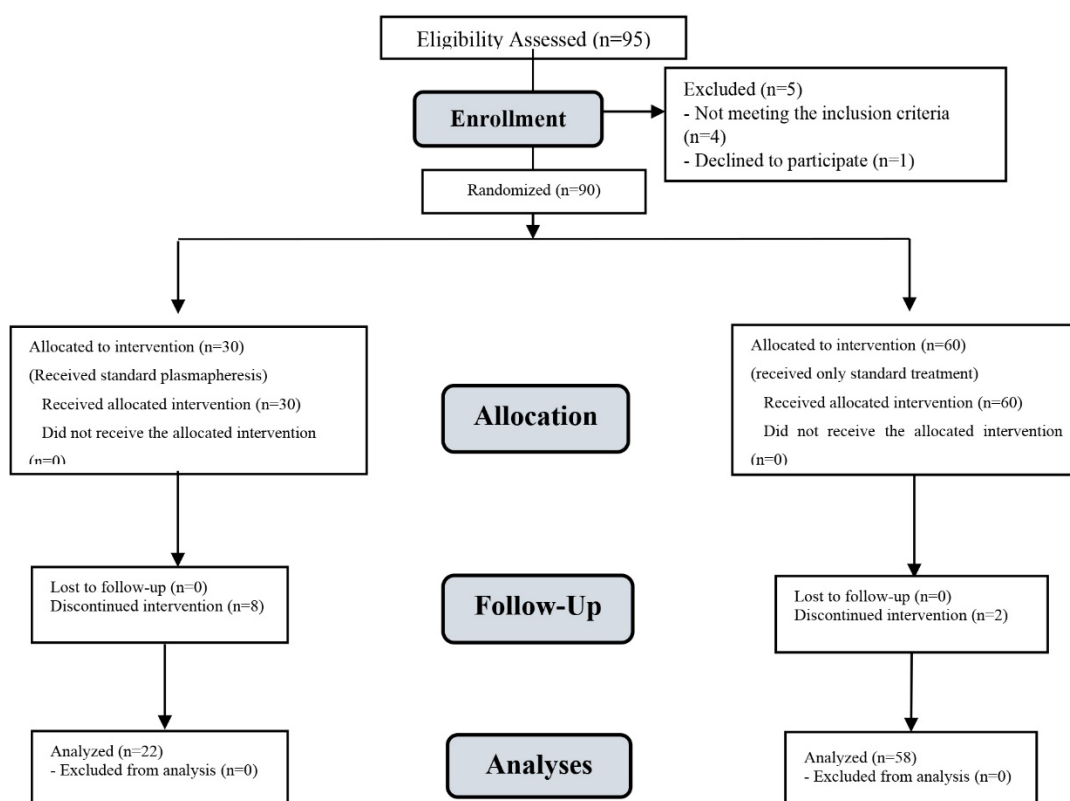 Eligibility Assessed (n=95)
Excluded (n=5)
- Not meeting the inclusion criteria
(n=4)
- Declined to participate (n=1)
Enrollment
Randomized (n=90)
Allocated to intervention (n=30)
(Received standard plasmapheresis)
Received allocated intervention (n=30)
Did not receive the allocated intervention
(n=0)
Allocation
Allocated to intervention (n=60)
(received only standard treatment)
Received allocated intervention (n=60)
Did not receive the allocated intervention
(n=0)
Lost to follow-up (n=0)
Discontinued intervention (n=8)
Follow-Up
Lost to follow-up (n=0)
Discontinued intervention (n=2)
Analyzed (n=22)
- Excluded from analysis (n=0)
Analyses
Analyzed (n=58)
- Excluded from analysis (n=0)